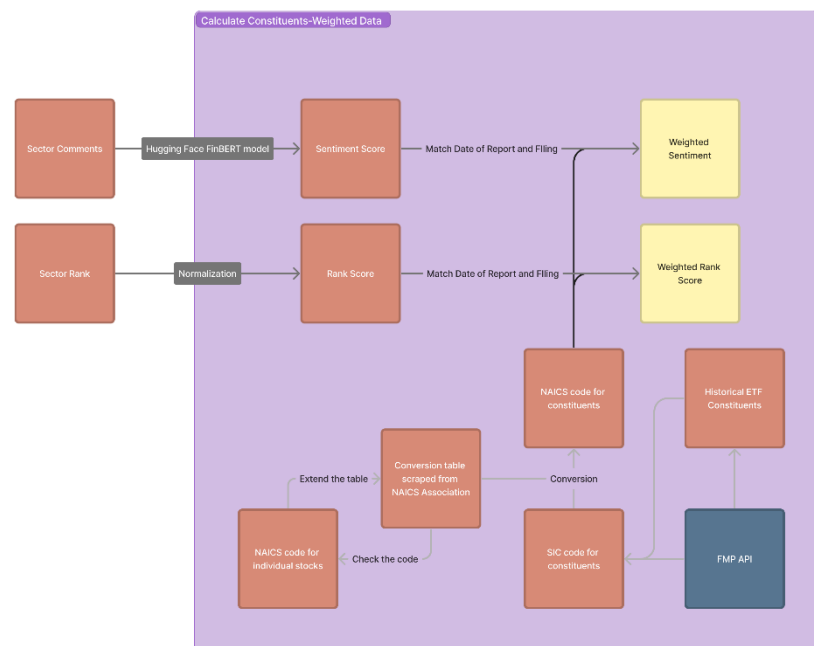 Calculate Constituents-Weighted Data
Sector Comments
Hugging Face FinBERT model
Sentiment Score
Match Date of Report and FIling
Weighted
Sentiment
Sector Rank
Normalization
Rank Score
Match Date of Report and FIling
Weighted Rank
Score
NAICS code for
constituents
Historical ETF
Constituents
Extend the table
Conversion table
scraped from
NAICS Association
Conversion
NAICS code for
individual stocks
Check the code
SIC code for
constituents
FMP API